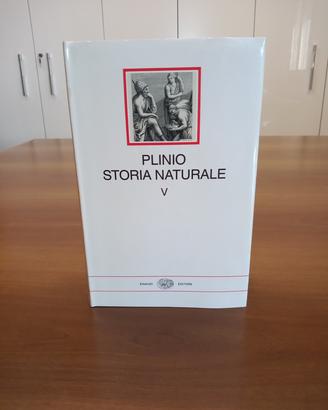 PLINIO
STORIA NATURALE
V
EINAUDI EDITORE